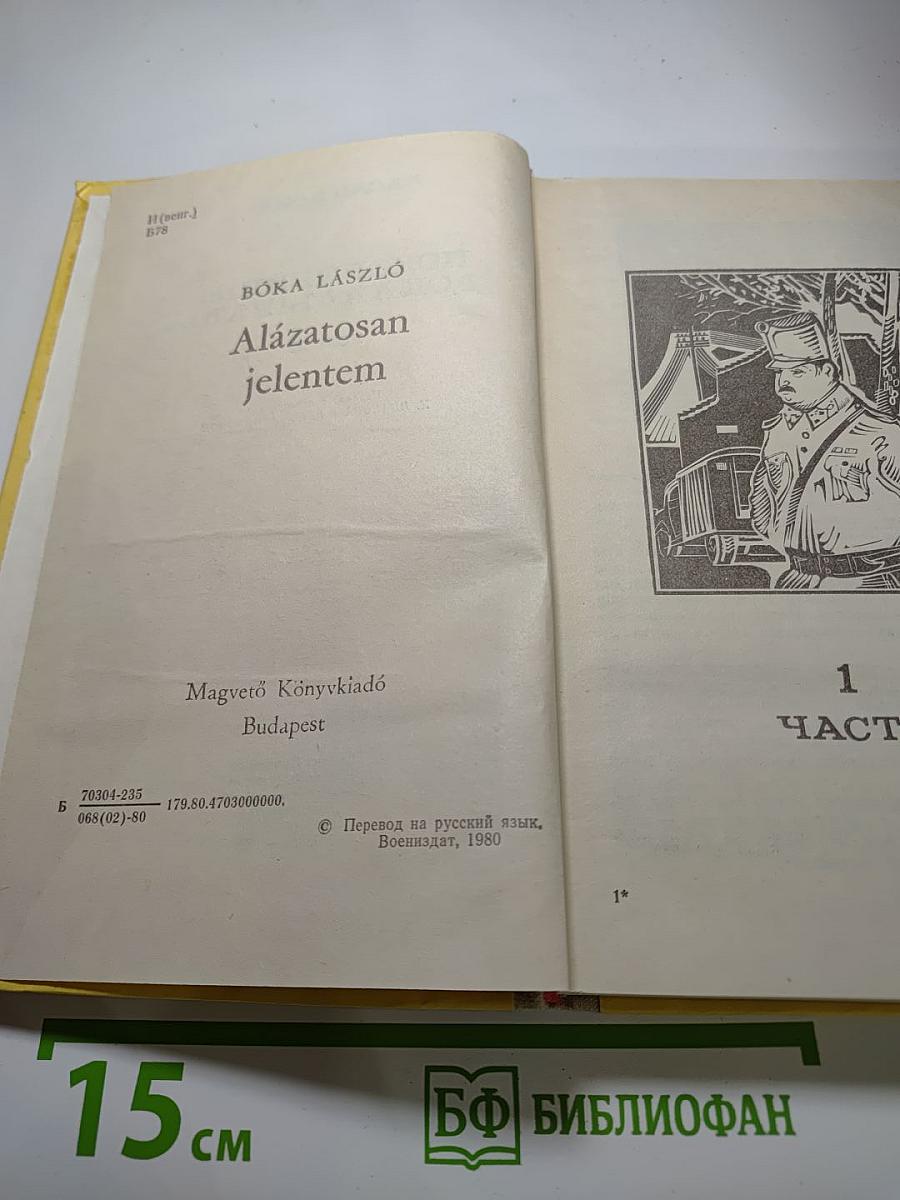 И(венг.)
Б78
BÓKA LÁSZLÓ
Alázatosan
jelentem
Magvető Könyvkiadó
Budapest
Б 70304-235
068(02)-80
179.80.4703000000.
© Перевод на русский язык.
Воениздат, 1980
1
ЧАСТ
1*
15 см
БФ БИБЛИОФАН